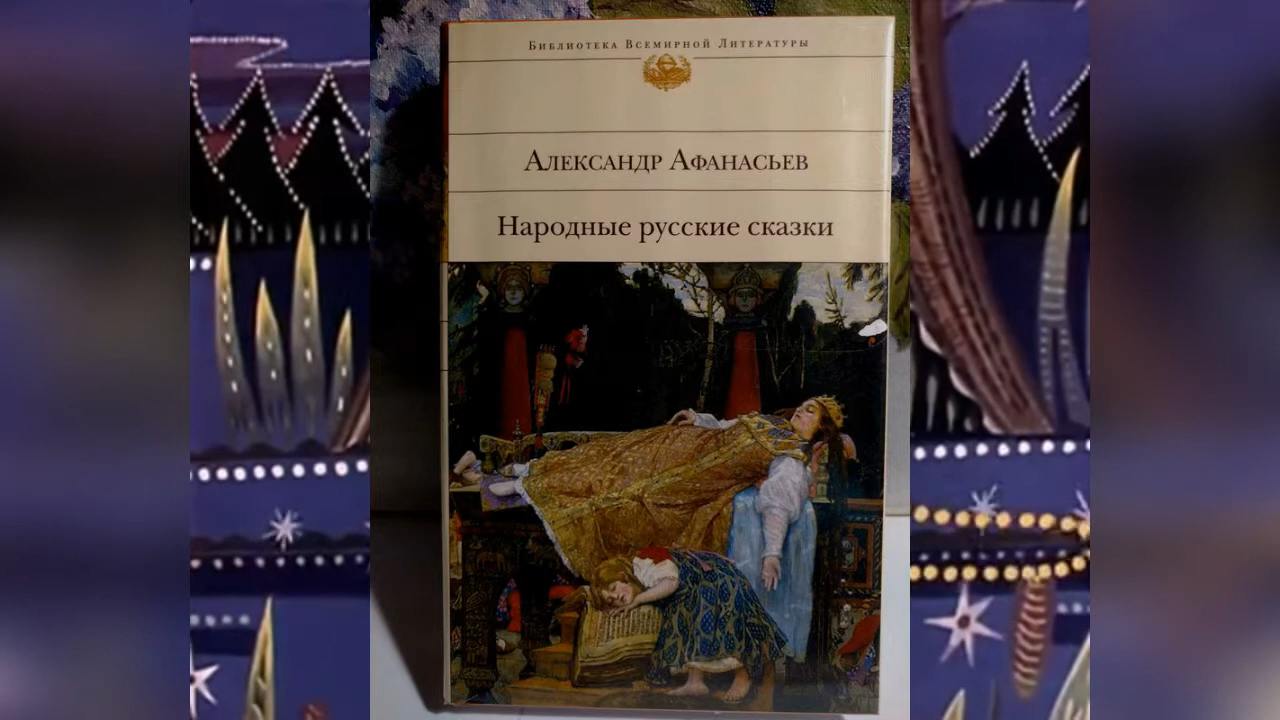 Библиотека Всемирной Литературы
Александр Афанасьев
Народные русские сказки